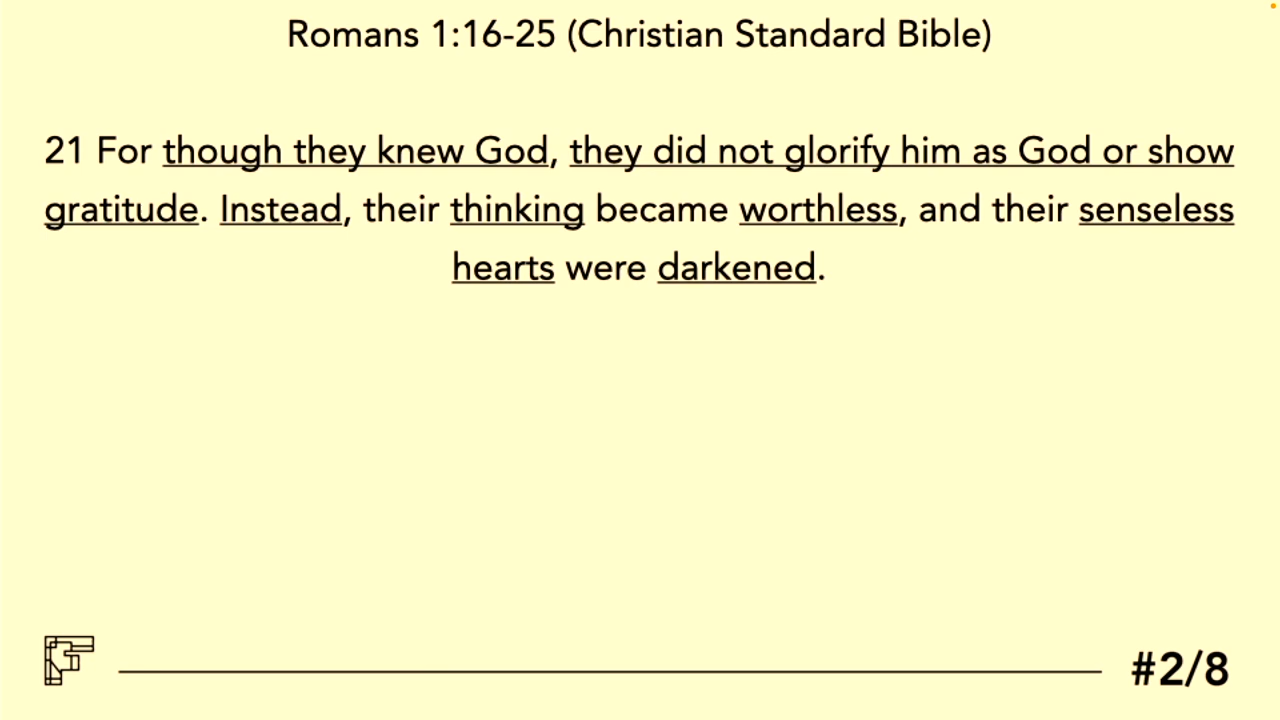 Romans 1:16-25 (Christian Standard Bible)
21 For though they knew God, they did not glorify him as God or show
gratitude. Instead, their thinking became worthless, and their senseless
hearts were darkened.
#2/8